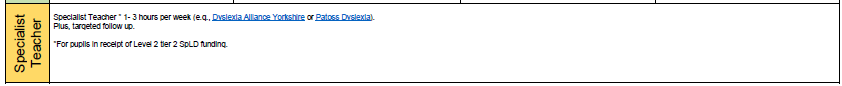 Specialist
Teacher
Specialist Teacher * 1- 3 hours per week (e.g., Dyslexia Alliance Yorkshire or Patoss Dyslexia).
Plus, targeted follow up.
*For pupils in receipt of Level 2 tier 2 SpLD funding.